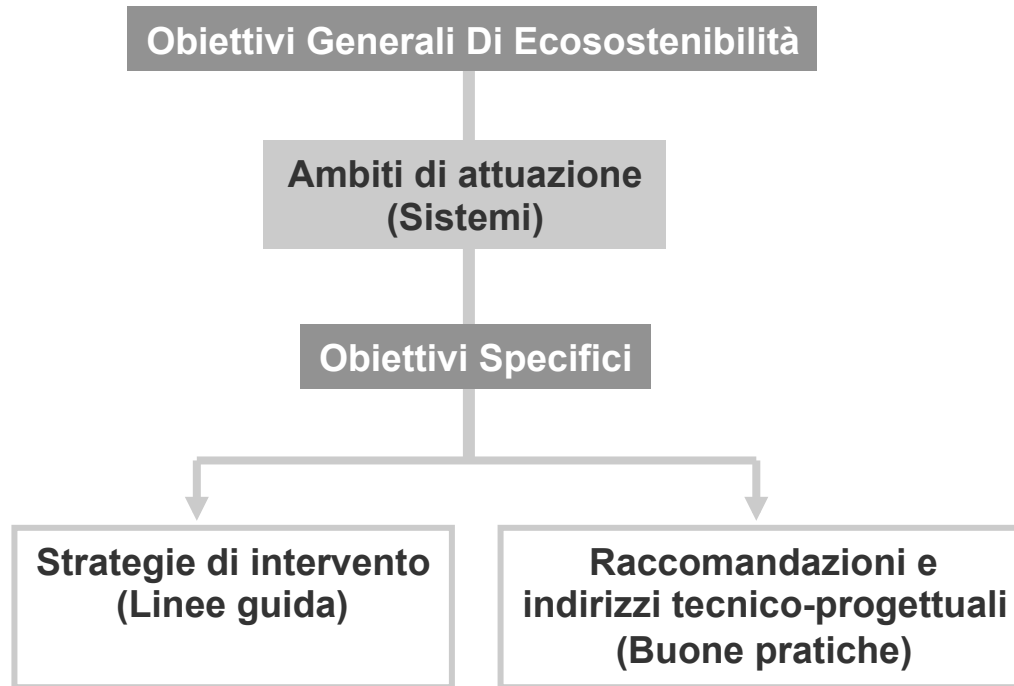 Obiettivi Generali Di Ecosostenibilità
Ambiti di attuazione
(Sistemi)
Obiettivi Specifici
Strategie di intervento
(Linee guida)
Raccomandazioni e
indirizzi tecnico-progettuali
(Buone pratiche)